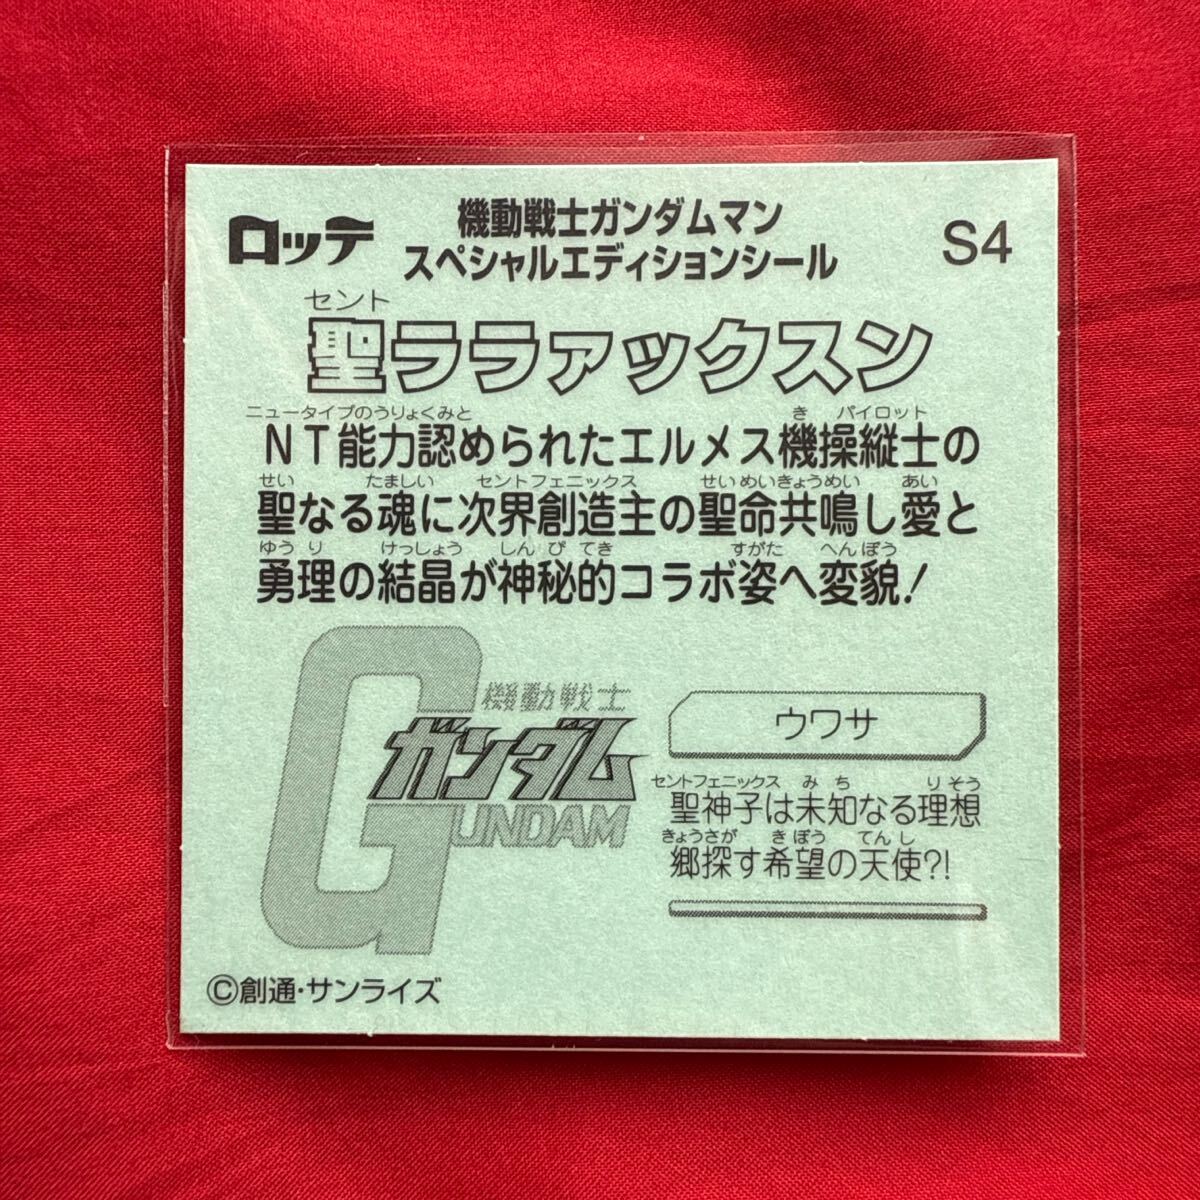 ロッテ
機動戦士ガンダムマン
スペシャルエディションシール
S4
セント
聖ララァックスン
ニュータイプのうりょくみと き パイロット
NT能力認められたエルメス機操縦士の
せい たましい セントフェニックス せいめいきょうめい あい
聖なる魂に次界創造主の聖命共鳴し愛と
ゆうり けっしょう しんぴてき すがた へんぼう
勇理の結晶が神秘的コラボ姿へ変貌!
機動戦士
ガンダム
GUNDAM
ウワサ
セントフェニックス みち りそう
聖神子は未知なる理想
きょうさが きぼう てんし
郷探す希望の天使?!
©創通・サンライズ